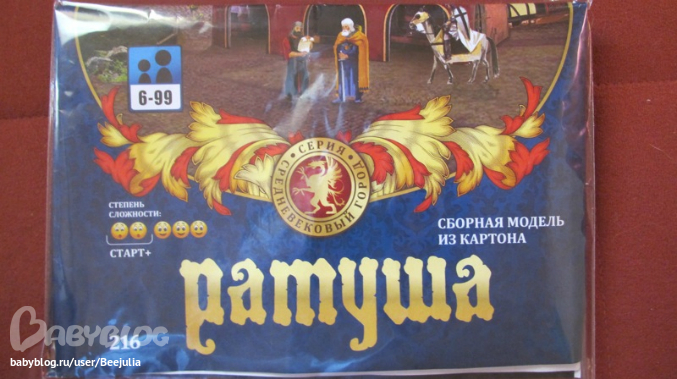 6-99
СЕРИЯ
СРЕДНЕВЕКОВЫЙ ГОРОД
СТЕПЕНЬ
СЛОЖНОСТИ:
СТАРТ+
СБОРНАЯ МОДЕЛЬ
ИЗ КАРТОНА
Ратуша
BABYBLOG
216
babyblog.ru/user/Beejulia